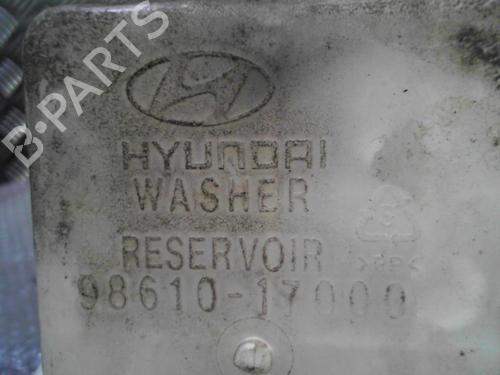 B-PARTS
HYUNDAI
WASHER
RESERVOIR
>PP<
98610-17000